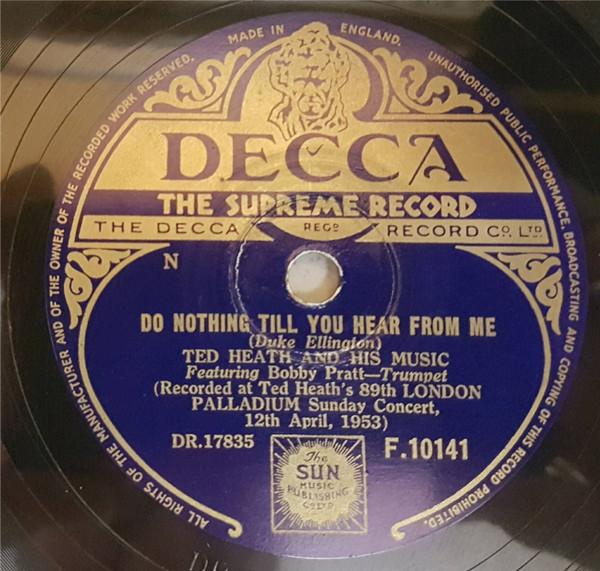 MADE IN ENGLAND.
ALL RIGHTS OF THE MANUFACTURER AND OF THE OWNER OF THE RECORDED WORK RESERVED.
UNAUTHORISED PUBLIC PERFORMANCE, BROADCASTING AND COPYING OF THIS RECORD PROHIBITED.
DECCA
THE SUPREME RECORD
THE DECCA REGD RECORD CO. LTD.
N
DO NOTHING TILL YOU HEAR FROM ME
(Duke Ellington)
TED HEATH AND HIS MUSIC
Featuring Bobby Pratt—Trumpet
(Recorded at Ted Heath's 89th LONDON
PALLADIUM Sunday Concert,
12th April, 1953)
DR.17835
F.10141
The
SUN
MUSIC
PUBLISHING
CO LTD